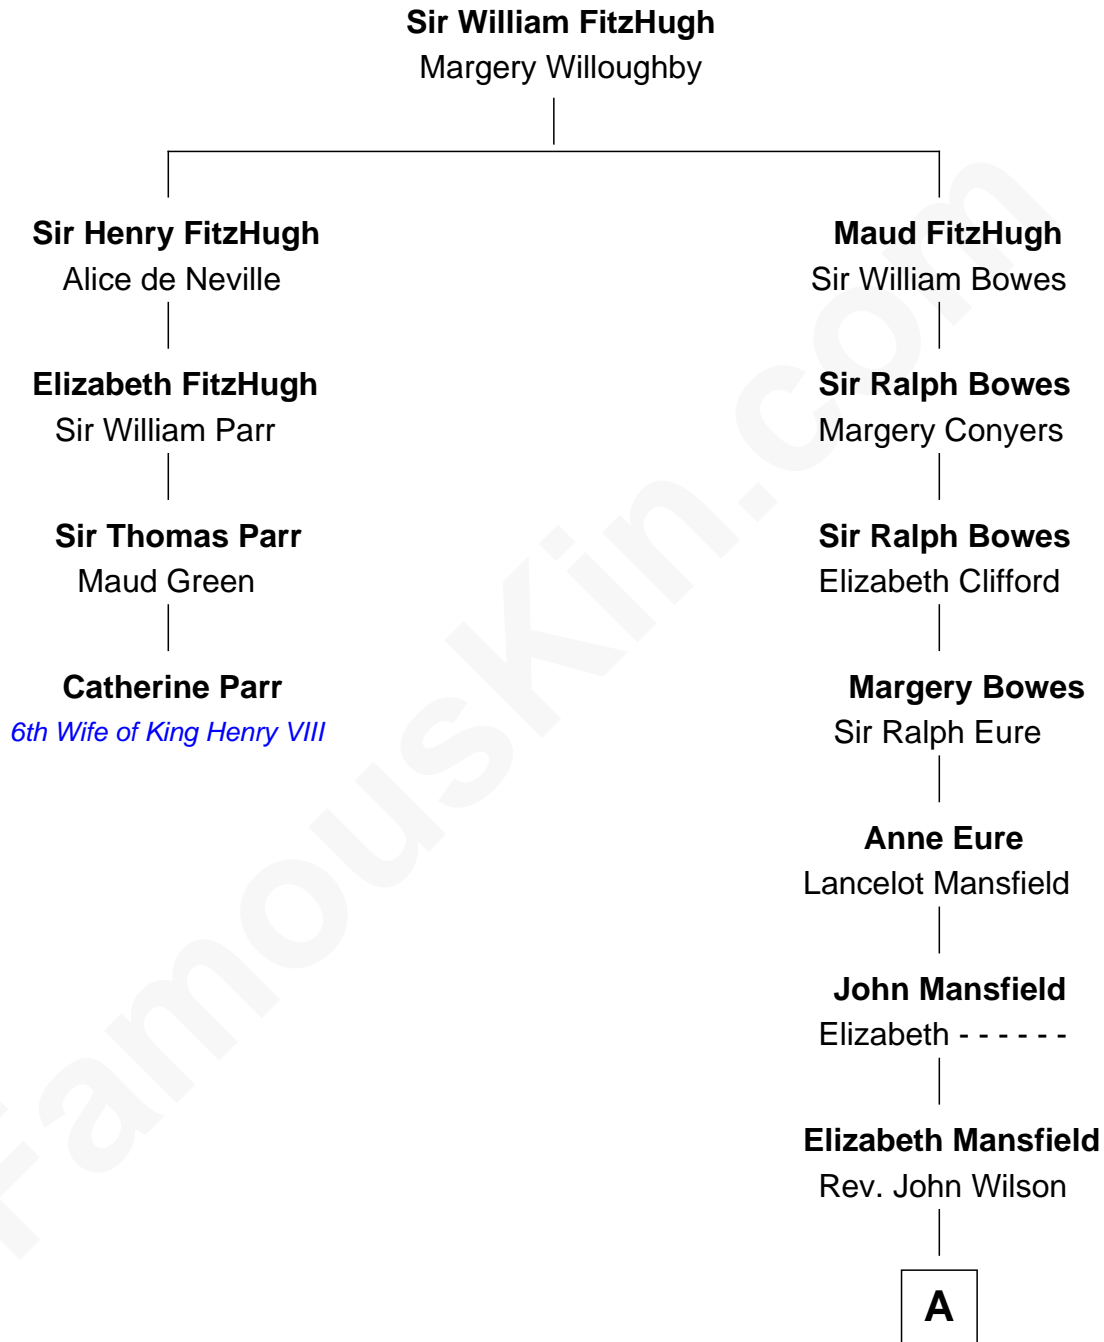 Sir William FitzHugh
Margery Willoughby
Sir Henry FitzHugh
Alice de Neville
Maud FitzHugh
Sir William Bowes
Elizabeth FitzHugh
Sir William Parr
Sir Ralph Bowes
Margery Conyers
Sir Thomas Parr
Maud Green
Sir Ralph Bowes
Elizabeth Clifford
Catherine Parr
6th Wife of King Henry VIII
Margery Bowes
Sir Ralph Eure
Anne Eure
Lancelot Mansfield
John Mansfield
Elizabeth - - - - - -
Elizabeth Mansfield
Rev. John Wilson
A
FamousKin.com